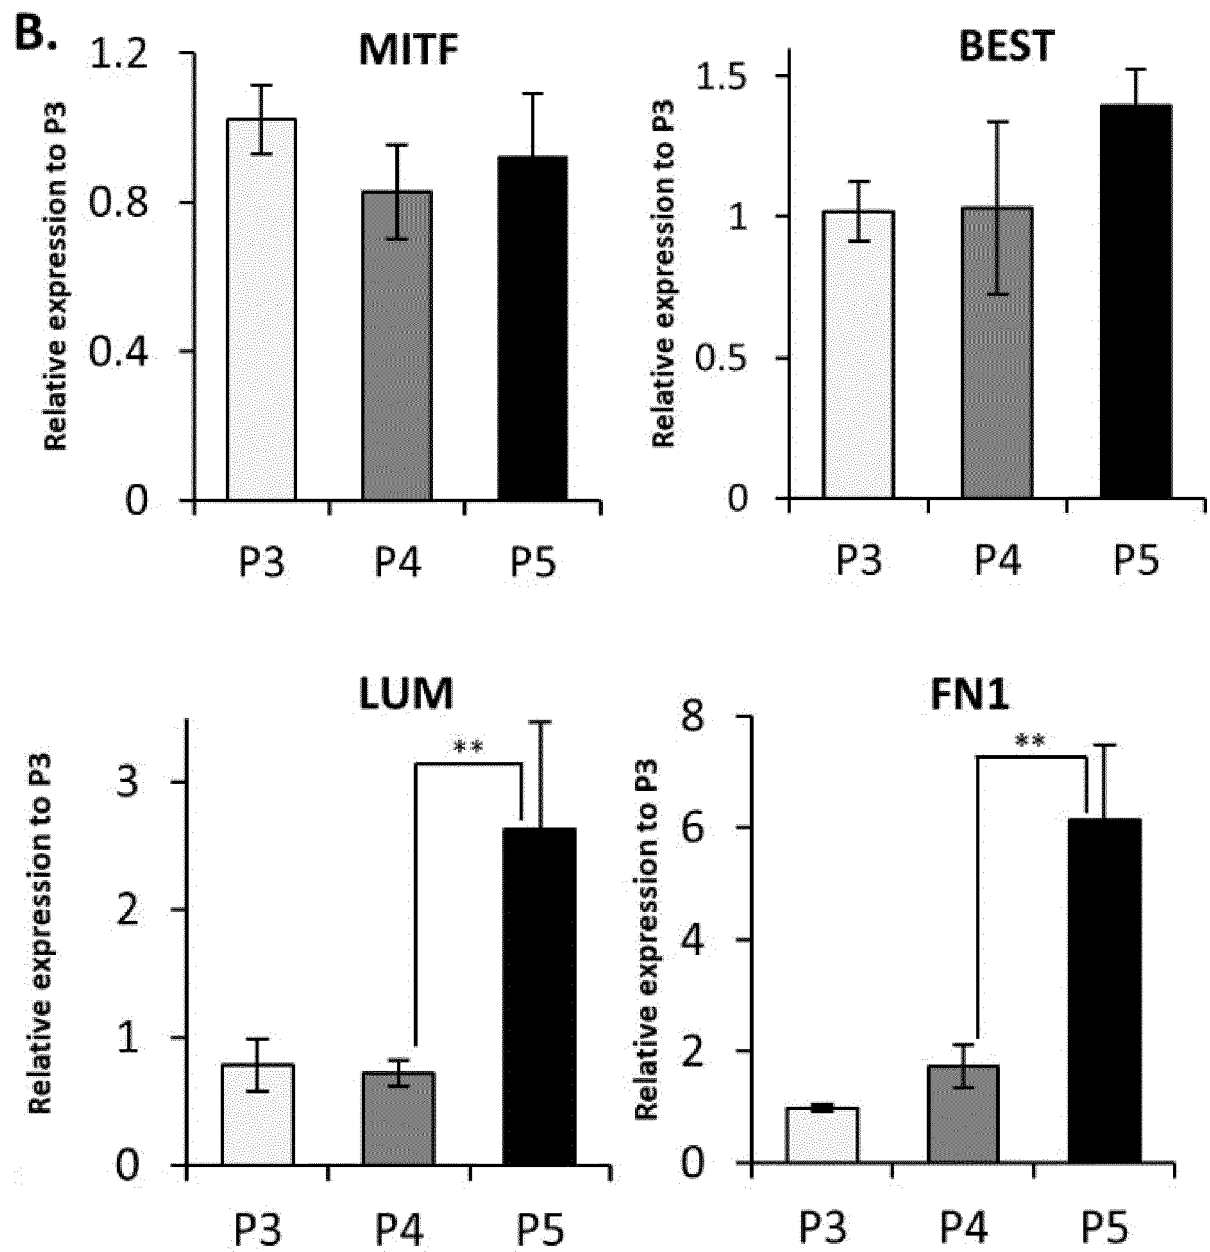 B.
MITF
Relative expression to P3
1.2
0.8
0.4
0
P3 P4 P5
BEST
Relative expression to P3
1.5
1
0.5
0
P3 P4 P5
LUM
Relative expression to P3
3
2
1
0
**
P3 P4 P5
FN1
Relative expression to P3
8
6
4
2
0
**
P3 P4 P5